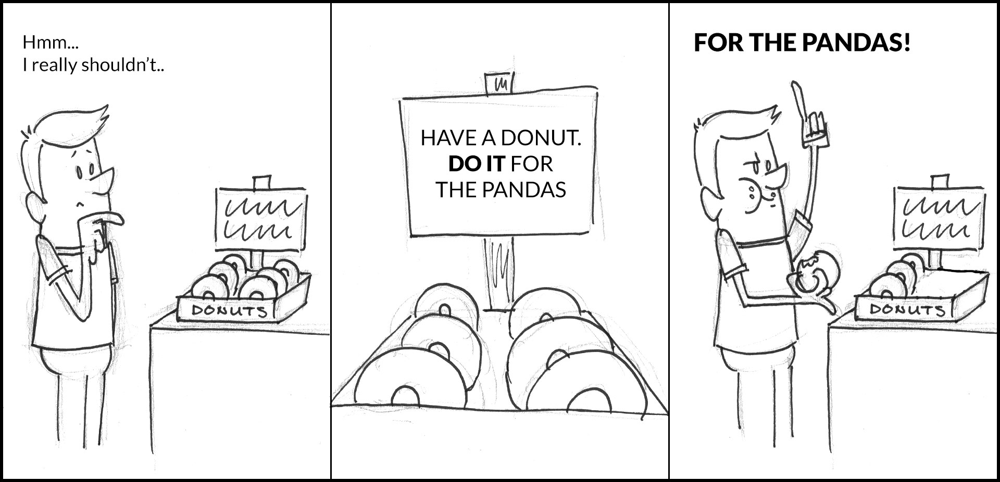 Hmm...
I really shouldn't..
DONUTS
HAVE A DONUT.
DO IT FOR
THE PANDAS
FOR THE PANDAS!
DONUTS